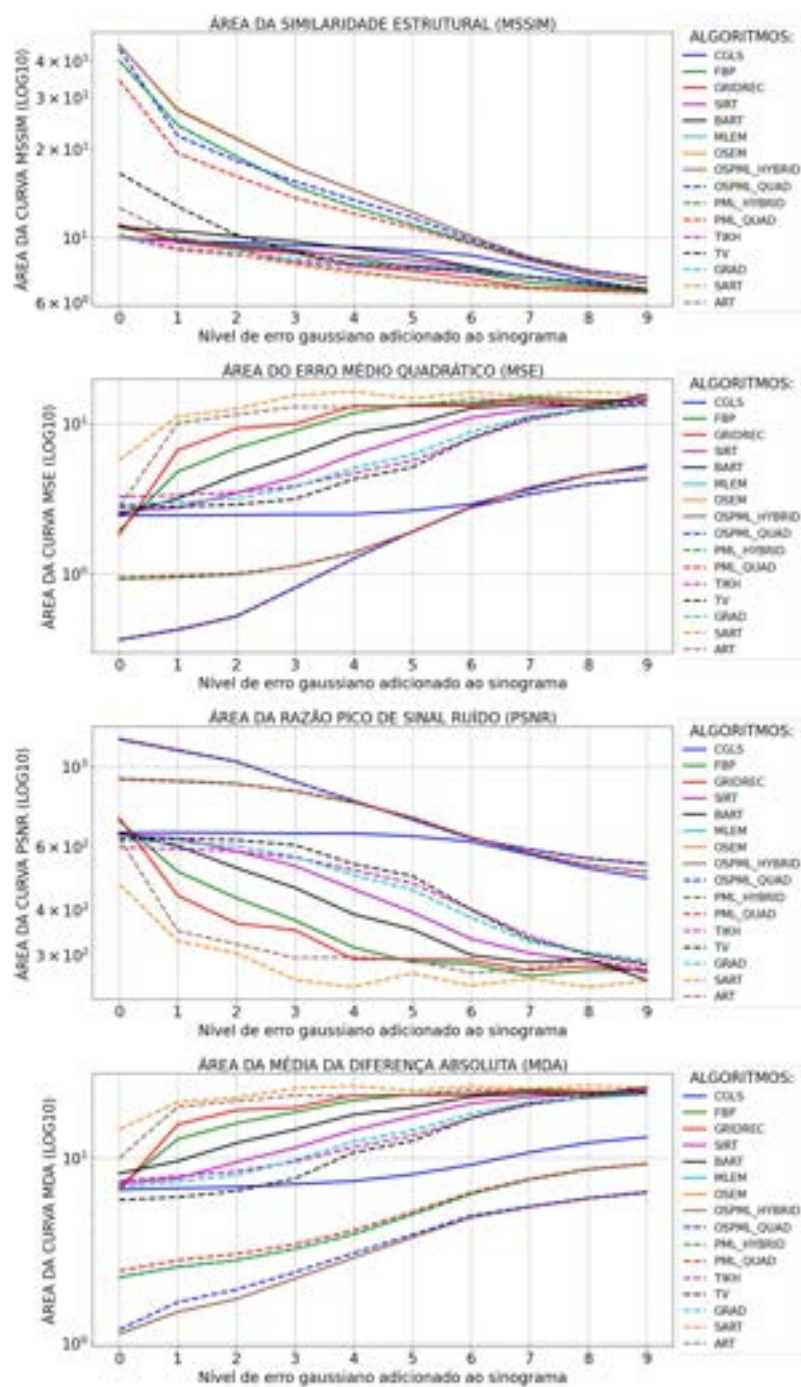 ÁREA DA SIMILARIDADE ESTRUTURAL (MSSIM)
ÁREA DA CURVA MSSIM (LOG10)
4 × 10¹
3 × 10¹
2 × 10¹
10¹
6 × 10⁰
0 1 2 3 4 5 6 7 8 9
Nível de erro gaussiano adicionado ao sinograma
ALGORITMOS:
CGLS
FBP
GRIDREC
SIRT
BART
MLEM
OSEM
OSPML_HYBRID
OSPML_QUAD
PML_HYBRID
PML_QUAD
TIKH
TV
GRAD
SART
ART
ÁREA DO ERRO MÉDIO QUADRÁTICO (MSE)
ÁREA DA CURVA MSE (LOG10)
10¹
10⁰
0 1 2 3 4 5 6 7 8 9
Nível de erro gaussiano adicionado ao sinograma
ALGORITMOS:
CGLS
FBP
GRIDREC
SIRT
BART
MLEM
OSEM
OSPML_HYBRID
OSPML_QUAD
PML_HYBRID
PML_QUAD
TIKH
TV
GRAD
SART
ART
ÁREA DA RAZÃO PICO DE SINAL RUÍDO (PSNR)
ÁREA DA CURVA PSNR (LOG10)
10³
6 × 10²
4 × 10²
3 × 10²
0 1 2 3 4 5 6 7 8 9
Nível de erro gaussiano adicionado ao sinograma
ALGORITMOS:
CGLS
FBP
GRIDREC
SIRT
BART
MLEM
OSEM
OSPML_HYBRID
OSPML_QUAD
PML_HYBRID
PML_QUAD
TIKH
TV
GRAD
SART
ART
ÁREA DA MÉDIA DA DIFERENÇA ABSOLUTA (MDA)
ÁREA DA CURVA MDA (LOG10)
10¹
10⁰
0 1 2 3 4 5 6 7 8 9
Nível de erro gaussiano adicionado ao sinograma
ALGORITMOS:
CGLS
FBP
GRIDREC
SIRT
BART
MLEM
OSEM
OSPML_HYBRID
OSPML_QUAD
PML_HYBRID
PML_QUAD
TIKH
TV
GRAD
SART
ART